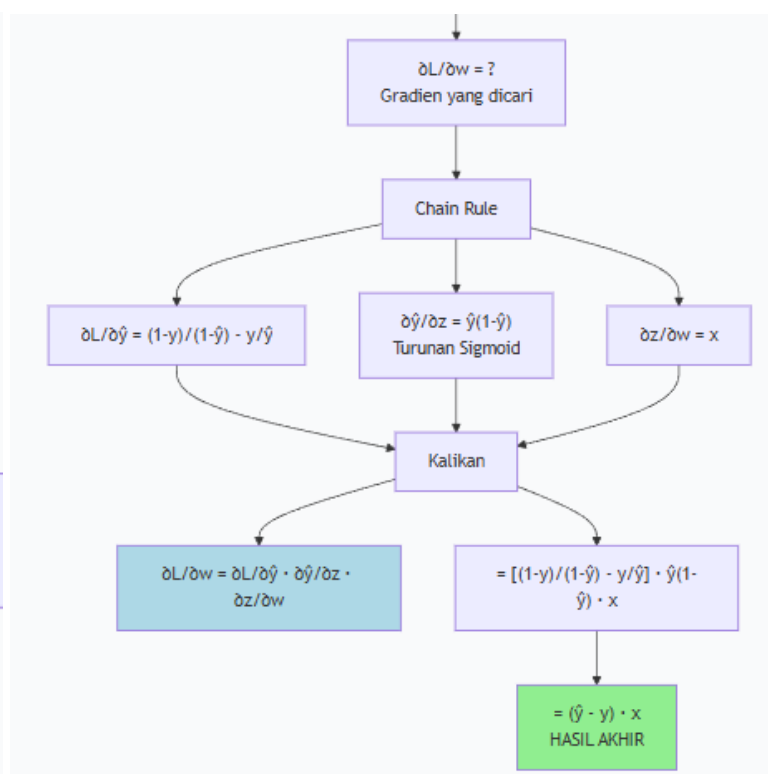 ∂L/∂w = ?
Gradien yang dicari
Chain Rule
∂L/∂ŷ = (1-y)/(1-ŷ) - y/ŷ
∂ŷ/∂z = ŷ(1-ŷ)
Turunan Sigmoid
∂z/∂w = x
Kalikan
∂L/∂w = ∂L/∂ŷ · ∂ŷ/∂z ·
∂z/∂w
= [(1-y)/(1-ŷ) - y/ŷ] · ŷ(1-
ŷ) · x
= (ŷ - y) · x
HASIL AKHIR